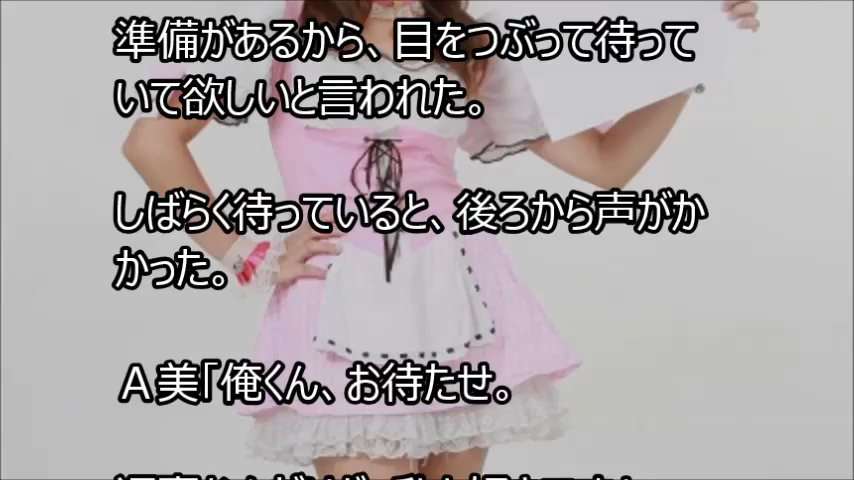 準備があるから、目をつぶって待って
いて欲しいと言われた。
しばらく待っていると、後ろから声がか
かった。
Ａ美「俺くん、お待たせ。